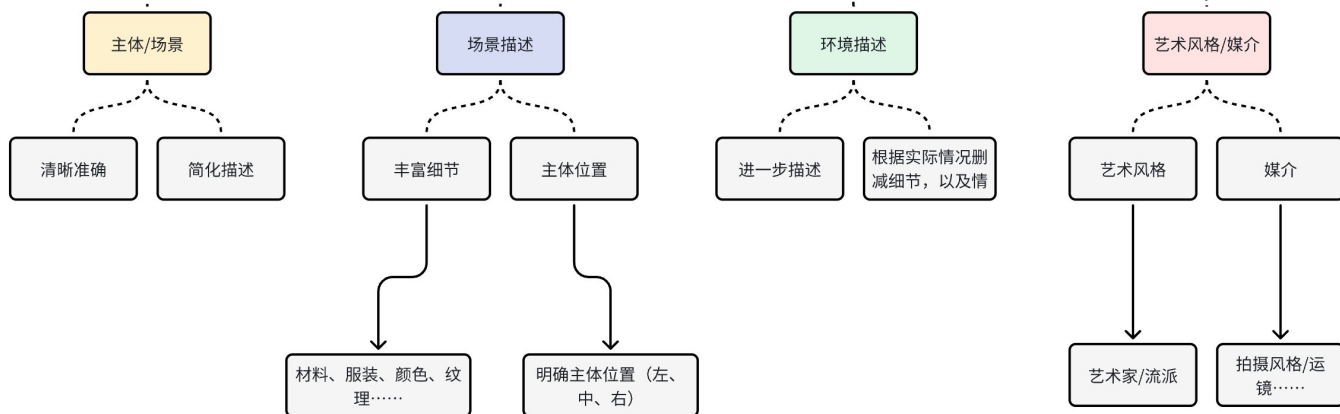 主体/场景
场景描述
环境描述
艺术风格/媒介
清晰准确
简化描述
丰富细节
主体位置
进一步描述
根据实际情况删
减细节，以及情
艺术风格
媒介
材料、服装、颜色、纹
理……
明确主体位置（左、
中、右）
艺术家/流派
拍摄风格/运
镜……